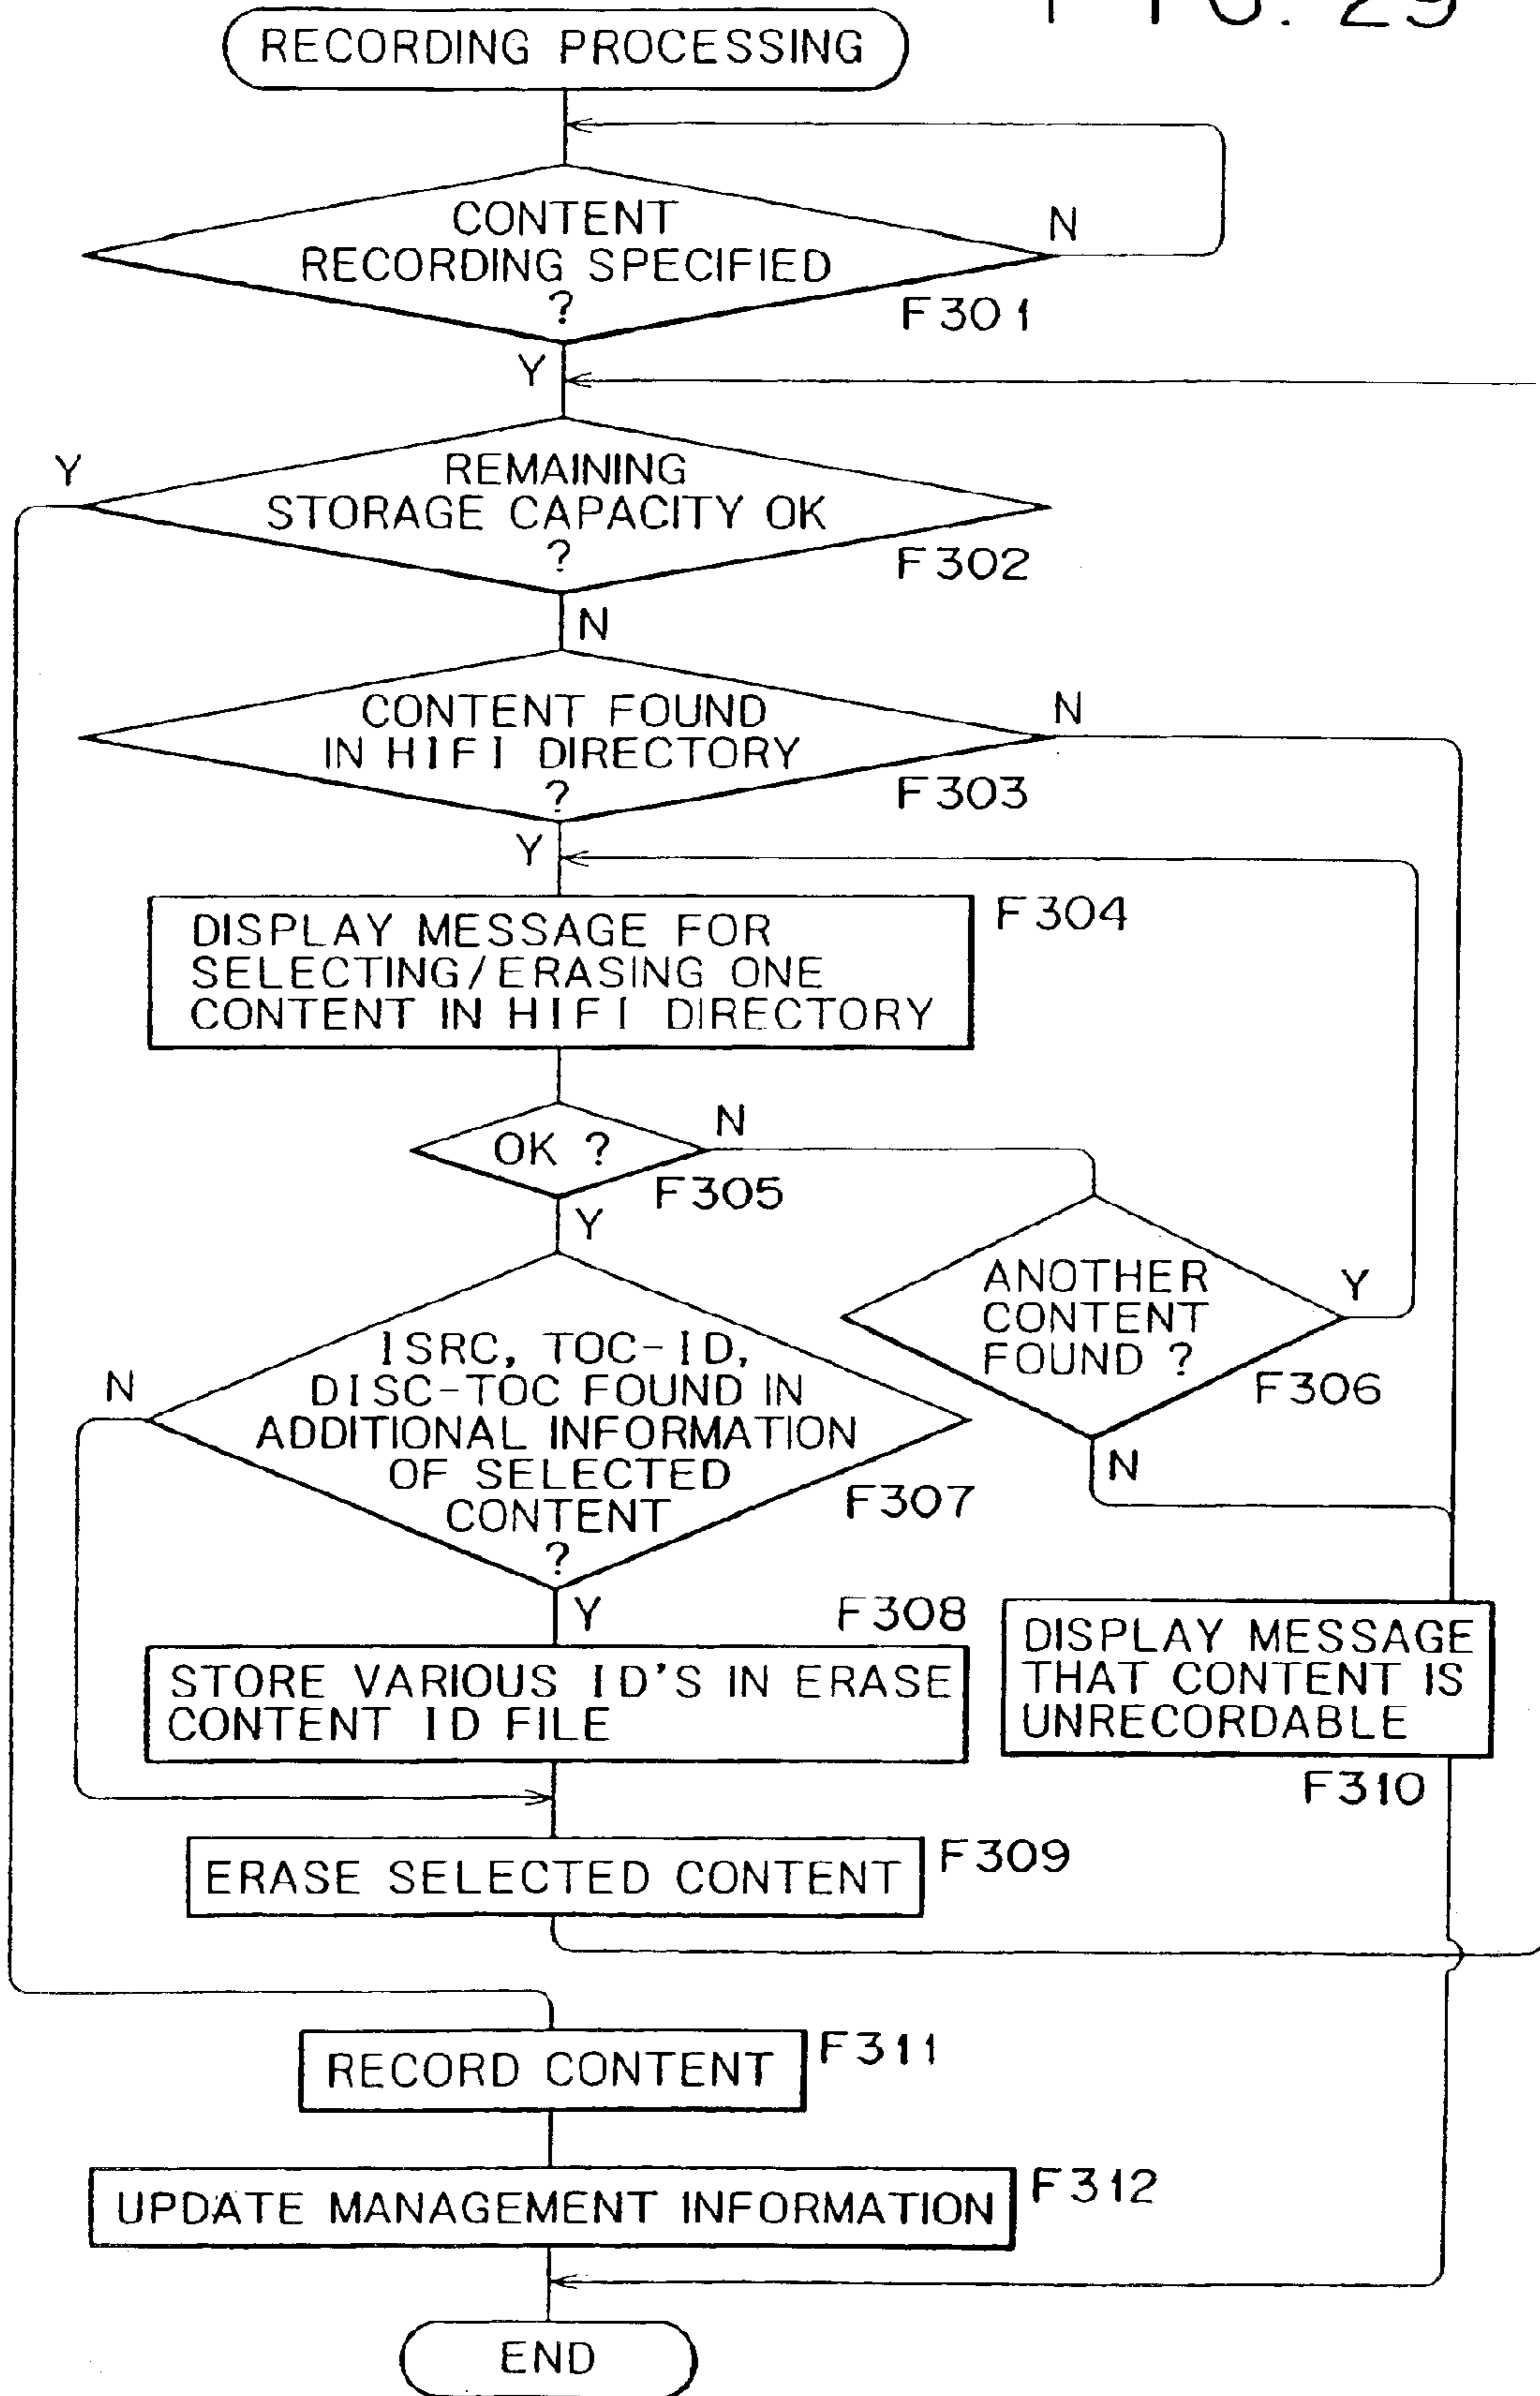 FIG. 29
RECORDING PROCESSING
CONTENT
RECORDING SPECIFIED
?
N
F301
Y
Y
REMAINING
STORAGE CAPACITY OK
?
F302
N
CONTENT FOUND
IN HIFI DIRECTORY
?
N
F303
Y
DISPLAY MESSAGE FOR
SELECTING/ERASING ONE
CONTENT IN HIFI DIRECTORY
F304
OK ?
N
F305
Y
ANOTHER
CONTENT
FOUND ?
Y
F306
N
ISRC, TOC-ID,
DISC-TOC FOUND IN
ADDITIONAL INFORMATION
OF SELECTED
CONTENT
?
N
F307
Y
F308
STORE VARIOUS ID'S IN ERASE
CONTENT ID FILE
DISPLAY MESSAGE
THAT CONTENT IS
UNRECORDABLE
F310
ERASE SELECTED CONTENT
F309
RECORD CONTENT
F311
UPDATE MANAGEMENT INFORMATION
F312
END